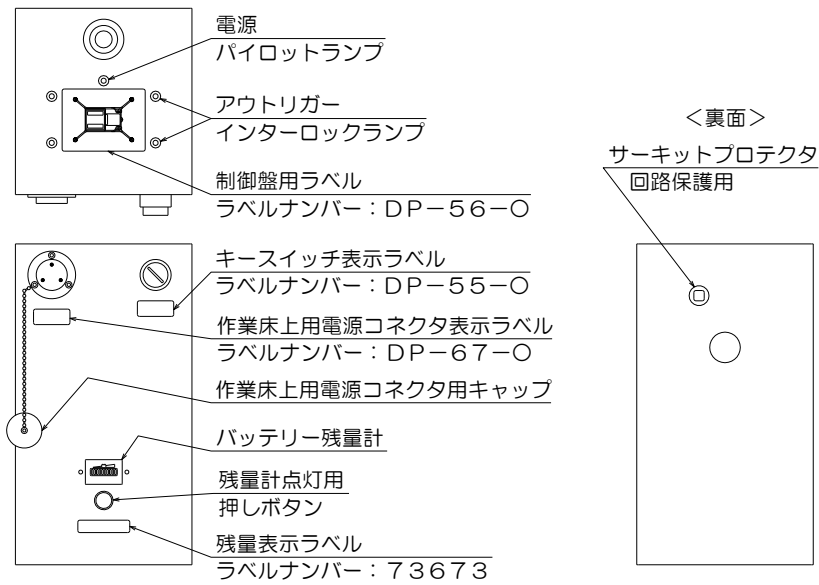 電源
パイロットランプ
アウトリガー
インターロックランプ
制御盤用ラベル
ラベルナンバー：ＤＰ－５６－Ｏ
＜裏面＞
サーキットプロテクタ
回路保護用
キースイッチ表示ラベル
ラベルナンバー：ＤＰ－５５－Ｏ
作業床上用電源コネクタ表示ラベル
ラベルナンバー：ＤＰ－６７－Ｏ
作業床上用電源コネクタ用キャップ
バッテリー残量計
残量計点灯用
押しボタン
残量表示ラベル
ラベルナンバー：７３６７３